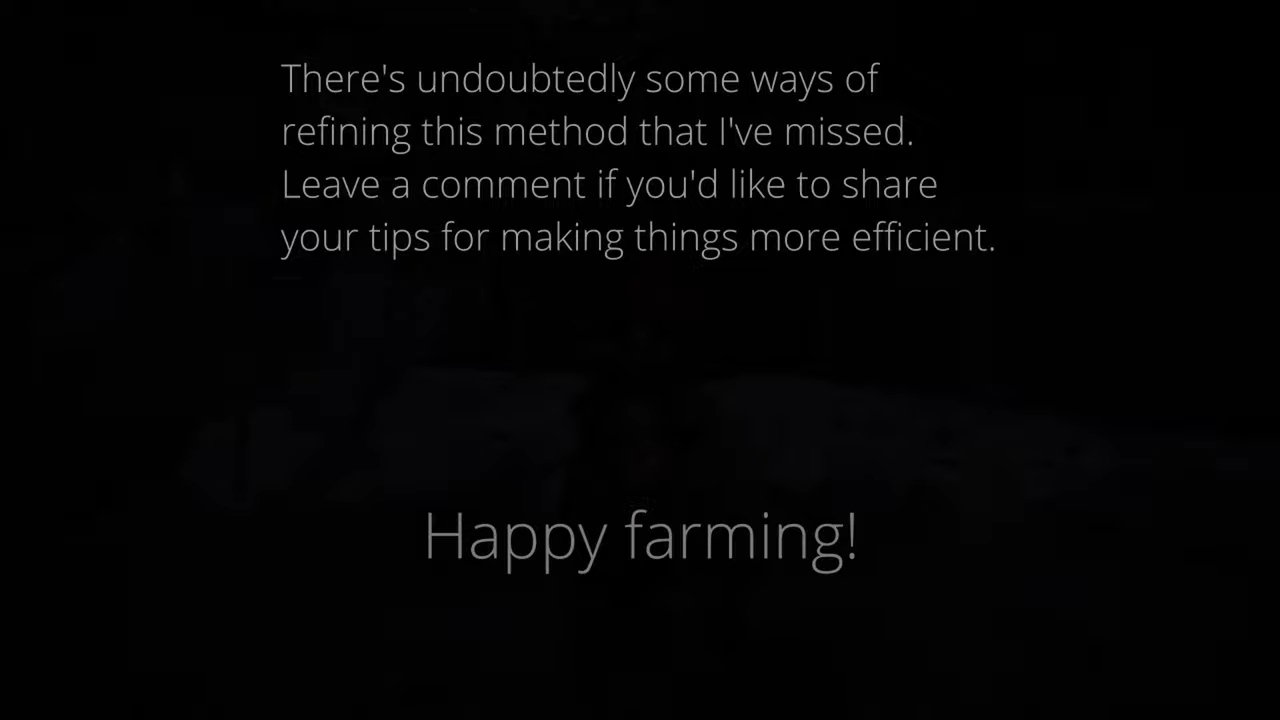 There's undoubtedly some ways of
refining this method that I've missed.
Leave a comment if you'd like to share
your tips for making things more efficient.
Happy farming!